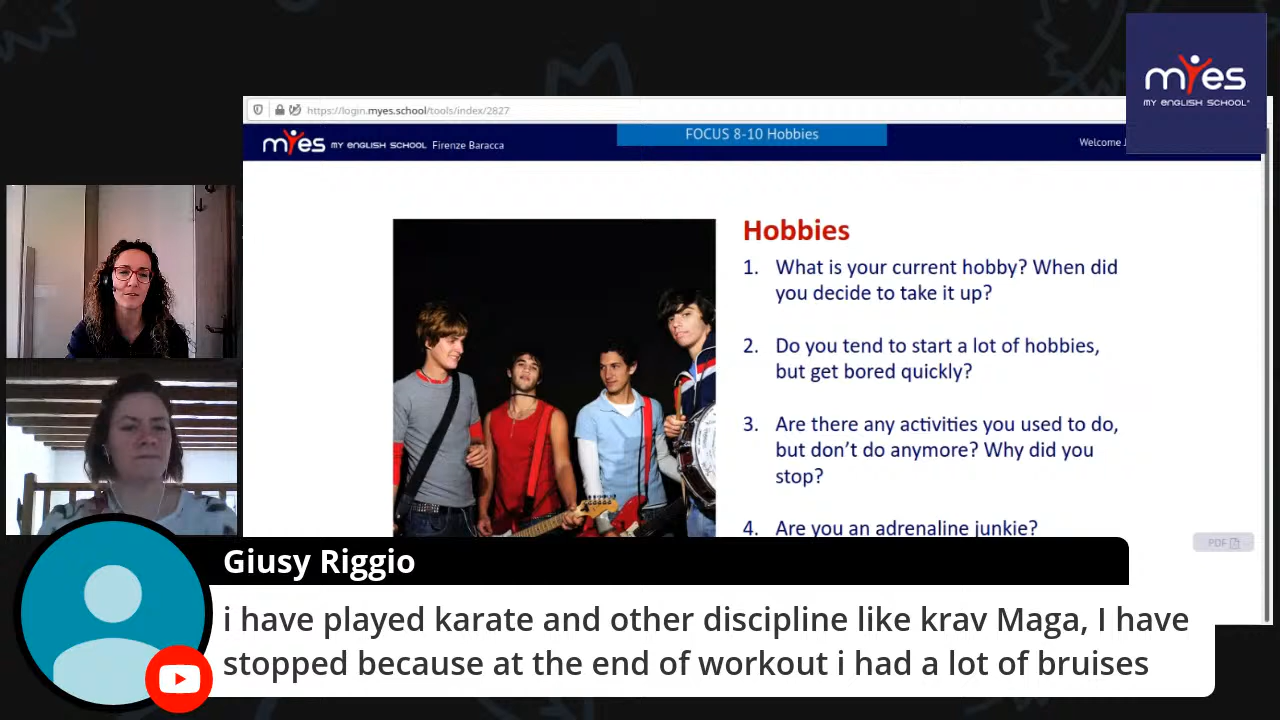 myes
MY ENGLISH SCHOOL®
https://login.myes.school/tools/index/2827
myes MY ENGLISH SCHOOL Firenze Baracca
FOCUS 8-10 Hobbies
Welcome J
Hobbies
1. What is your current hobby? When did
you decide to take it up?
2. Do you tend to start a lot of hobbies,
but get bored quickly?
3. Are there any activities you used to do,
but don't do anymore? Why did you
stop?
4. Are you an adrenaline junkie?
PDF
Giusy Riggio
i have played karate and other discipline like krav Maga, I have
stopped because at the end of workout i had a lot of bruises